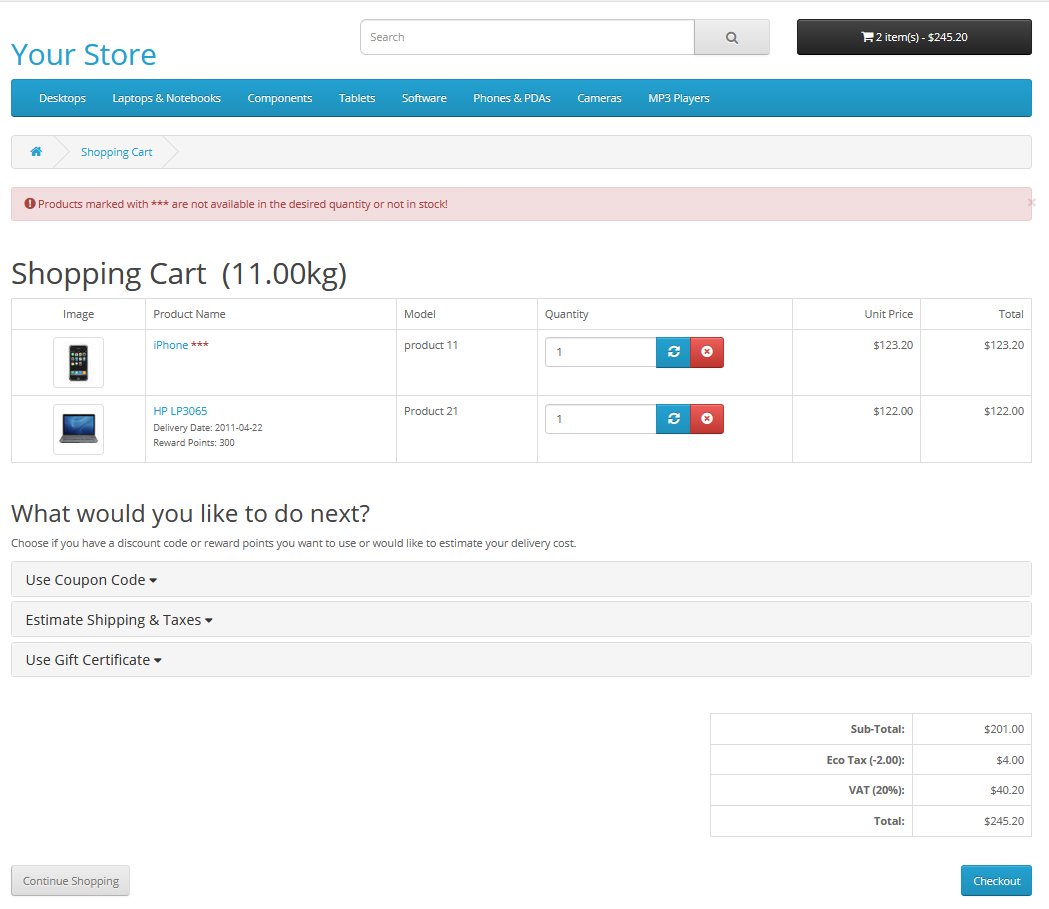 Your Store
Search
2 item(s) - $245.20
Desktops Laptops & Notebooks Components Tablets Software Phones & PDAs Cameras MP3 Players
Shopping Cart
Products marked with *** are not available in the desired quantity or not in stock!
×
Shopping Cart (11.00kg)
Image Product Name Model Quantity Unit Price Total
iPhone *** product 11 1 $123.20 $123.20
HP LP3065 Product 21 1 $122.00 $122.00
Delivery Date: 2011-04-22
Reward Points: 300
What would you like to do next?
Choose if you have a discount code or reward points you want to use or would like to estimate your delivery cost.
Use Coupon Code
Estimate Shipping & Taxes
Use Gift Certificate
Sub-Total: $201.00
Eco Tax (-2.00): $4.00
VAT (20%): $40.20
Total: $245.20
Continue Shopping Checkout